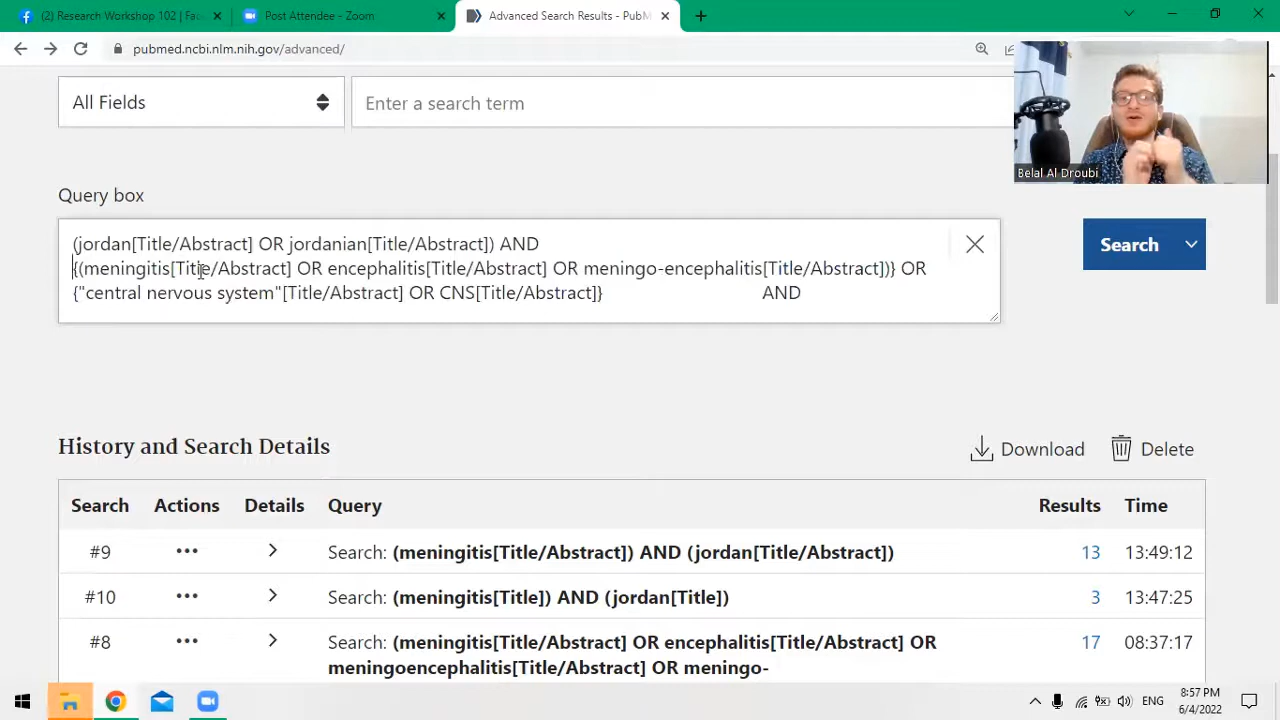 (2) Research Workshop 102 | Fac
Post Attendee - Zoom
Advanced Search Results - PubM
pubmed.ncbi.nlm.nih.gov/advanced/
All Fields
Enter a search term
Belal Al Droubi
Query box
(jordan[Title/Abstract] OR jordanian[Title/Abstract]) AND
{(meningitis[Title/Abstract] OR encephalitis[Title/Abstract] OR meningo-encephalitis[Title/Abstract])} OR
{"central nervous system"[Title/Abstract] OR CNS[Title/Abstract]} AND
Search
History and Search Details
Download
Delete
Search Actions Details Query Results Time
#9 ••• Search: (meningitis[Title/Abstract]) AND (jordan[Title/Abstract]) 13 13:49:12
#10 ••• Search: (meningitis[Title]) AND (jordan[Title]) 3 13:47:25
#8 ••• Search: (meningitis[Title/Abstract] OR encephalitis[Title/Abstract] OR 17 08:37:17
meningoencephalitis[Title/Abstract] OR meningo-
ENG
8:57 PM
6/4/2022